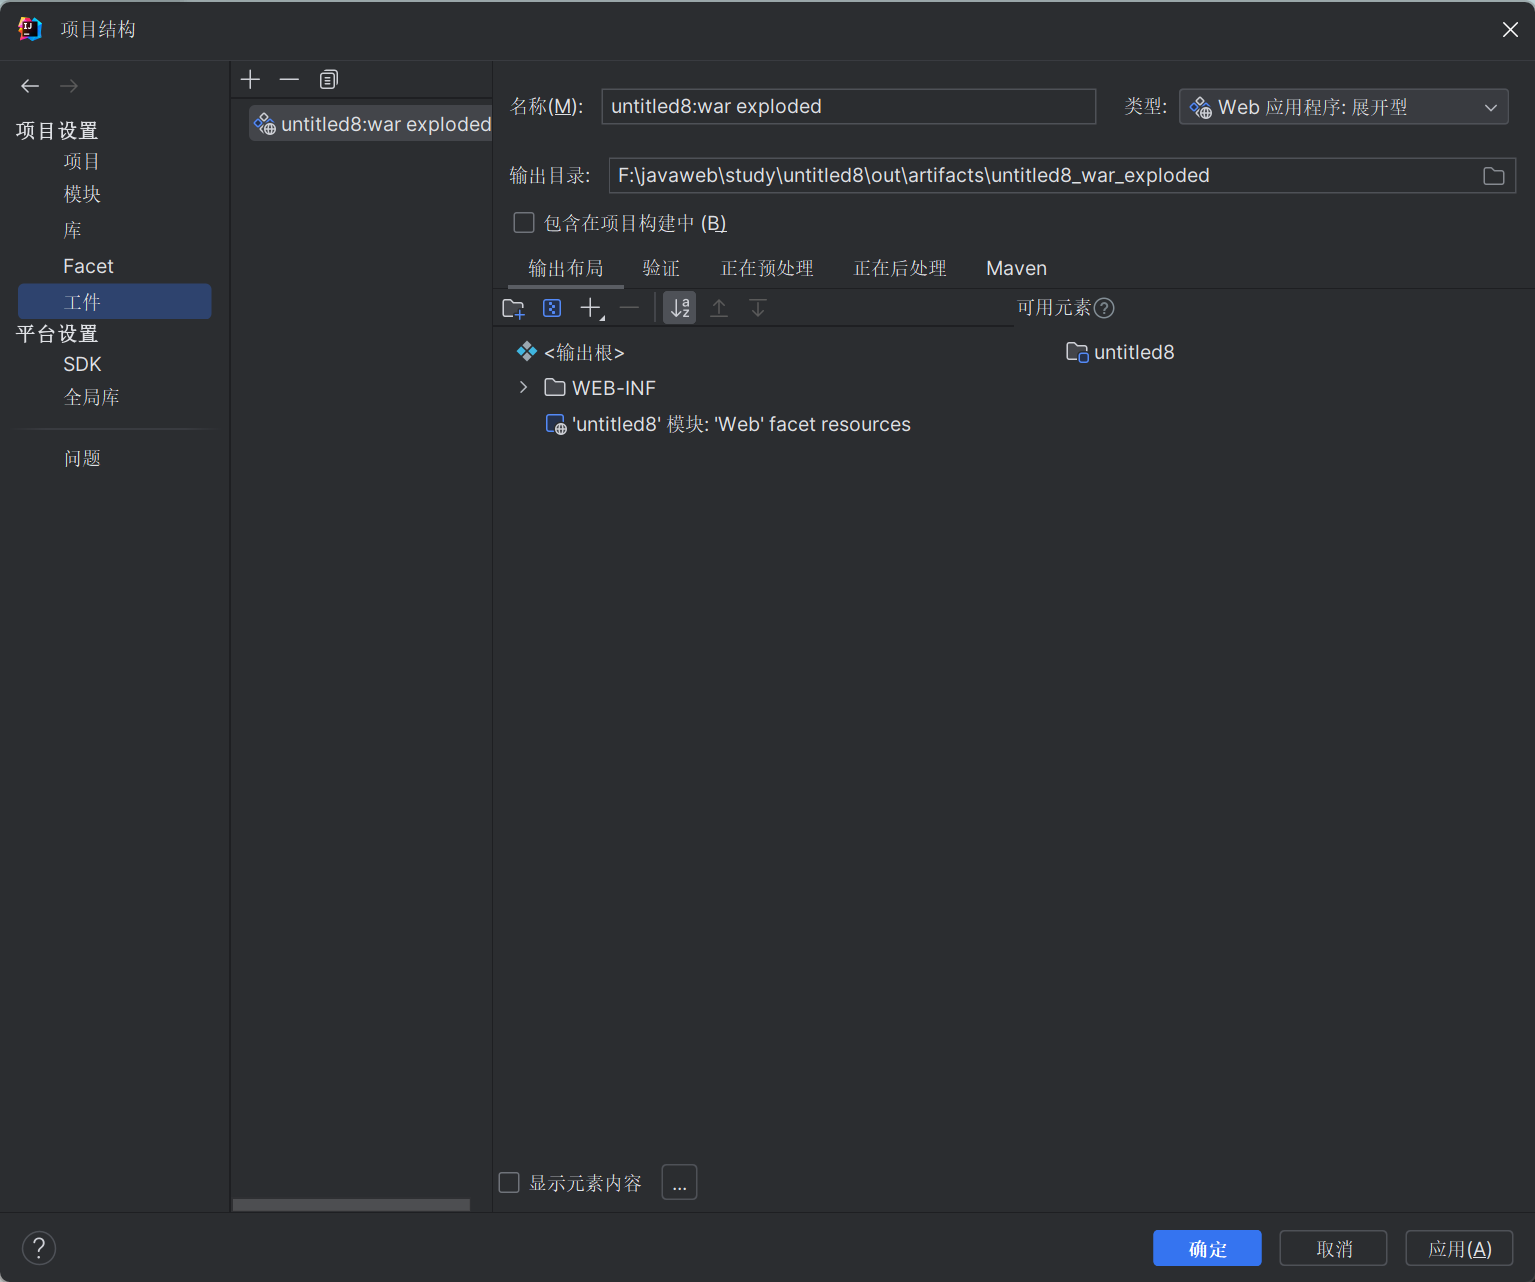 项目结构
项目设置
项目
模块
库
Facet
工件
平台设置
SDK
全局库
问题
untitled8:war exploded
名称(M): untitled8:war exploded 类型: Web 应用程序: 展开型
输出目录: F:\javaweb\study\untitled8\out\artifacts\untitled8_war_exploded
包含在项目构建中 (B)
输出布局 验证 正在预处理 正在后处理 Maven
可用元素
<输出根>
WEB-INF
'untitled8' 模块: 'Web' facet resources
untitled8
显示元素内容 ...
确定 取消 应用(A)